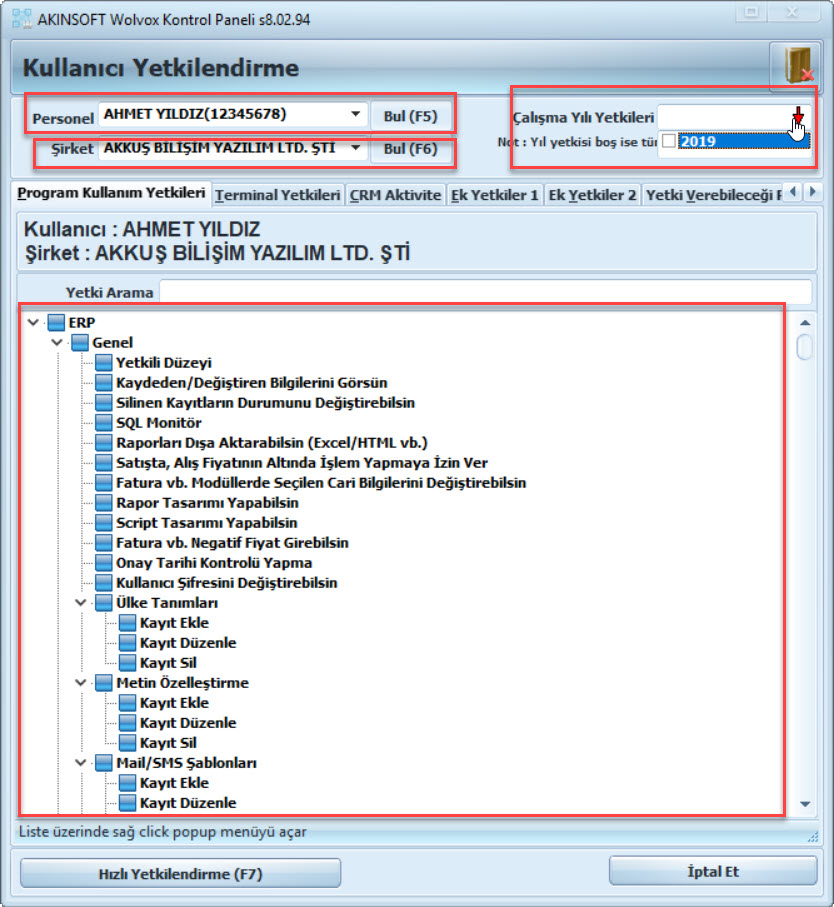 AKINSOFT Wolvox Kontrol Paneli s8.02.94
Kullanıcı Yetkilendirme
Personel AHMET YILDIZ(12345678) Bul (F5)
Şirket AKKUŞ BİLİŞİM YAZILIM LTD. ŞTİ Bul (F6)
Çalışma Yılı Yetkileri
Not : Yıl yetkisi boş ise tür 2019
Program Kullanım Yetkileri Terminal Yetkileri CRM Aktivite Ek Yetkiler 1 Ek Yetkiler 2 Yetki Verebileceği
Kullanıcı : AHMET YILDIZ
Şirket : AKKUŞ BİLİŞİM YAZILIM LTD. ŞTİ
Yetki Arama
ERP
Genel
Yetkili Düzeyi
Kaydeden/Değiştiren Bilgilerini Görsün
Silinen Kayıtların Durumunu Değiştirebilsin
SQL Monitör
Raporları Dışa Aktarabilsin (Excel/HTML vb.)
Satışta, Alış Fiyatının Altında İşlem Yapmaya İzin Ver
Fatura vb. Modüllerde Seçilen Cari Bilgilerini Değiştirebilsin
Rapor Tasarımı Yapabilsin
Script Tasarımı Yapabilsin
Fatura vb. Negatif Fiyat Girebilsin
Onay Tarihi Kontrolü Yapma
Kullanıcı Şifresini Değiştirebilsin
Ülke Tanımları
Kayıt Ekle
Kayıt Düzenle
Kayıt Sil
Metin Özelleştirme
Kayıt Ekle
Kayıt Düzenle
Kayıt Sil
Mail/SMS Şablonları
Kayıt Ekle
Kayıt Düzenle
Liste üzerinde sağ click popup menüyü açar
Hızlı Yetkilendirme (F7) İptal Et